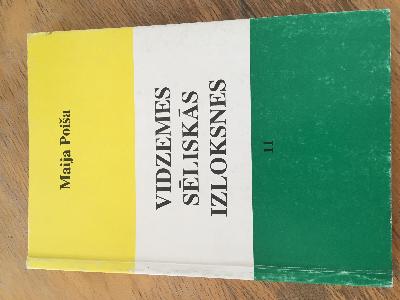 Maija Poiša
VIDZEMES
SĒLISKĀS
IZLOKSNES
II